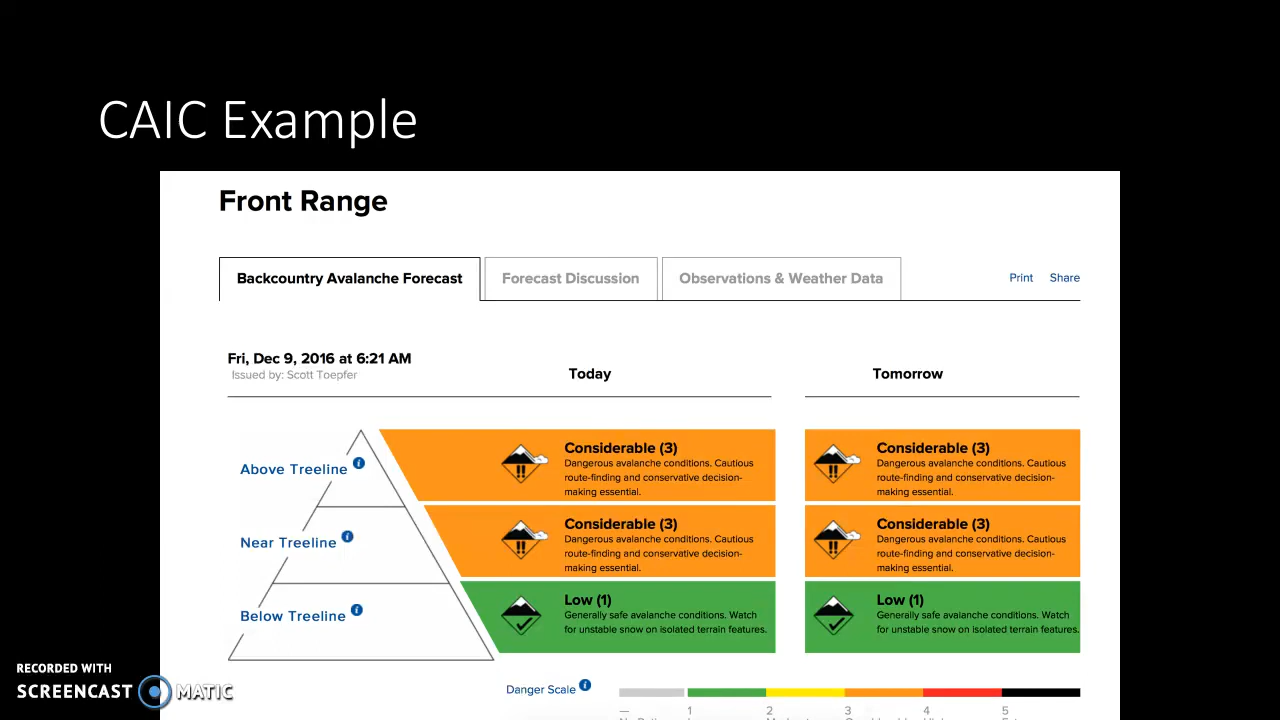 CAIC Example
Front Range
Backcountry Avalanche Forecast
Forecast Discussion
Observations & Weather Data
Print
Share
Fri, Dec 9, 2016 at 6:21 AM
Issued by: Scott Toepfer
Today
Tomorrow
Above Treeline
Considerable (3)
Dangerous avalanche conditions. Cautious
route-finding and conservative decision-
making essential.
Considerable (3)
Dangerous avalanche conditions. Cautious
route-finding and conservative decision-
making essential.
Near Treeline
Considerable (3)
Dangerous avalanche conditions. Cautious
route-finding and conservative decision-
making essential.
Considerable (3)
Dangerous avalanche conditions. Cautious
route-finding and conservative decision-
making essential.
Below Treeline
Low (1)
Generally safe avalanche conditions. Watch
for unstable snow on isolated terrain features.
Low (1)
Generally safe avalanche conditions. Watch
for unstable snow on isolated terrain features.
Danger Scale
— 1 2 3 4 5
RECORDED WITH
SCREENCAST MATIC